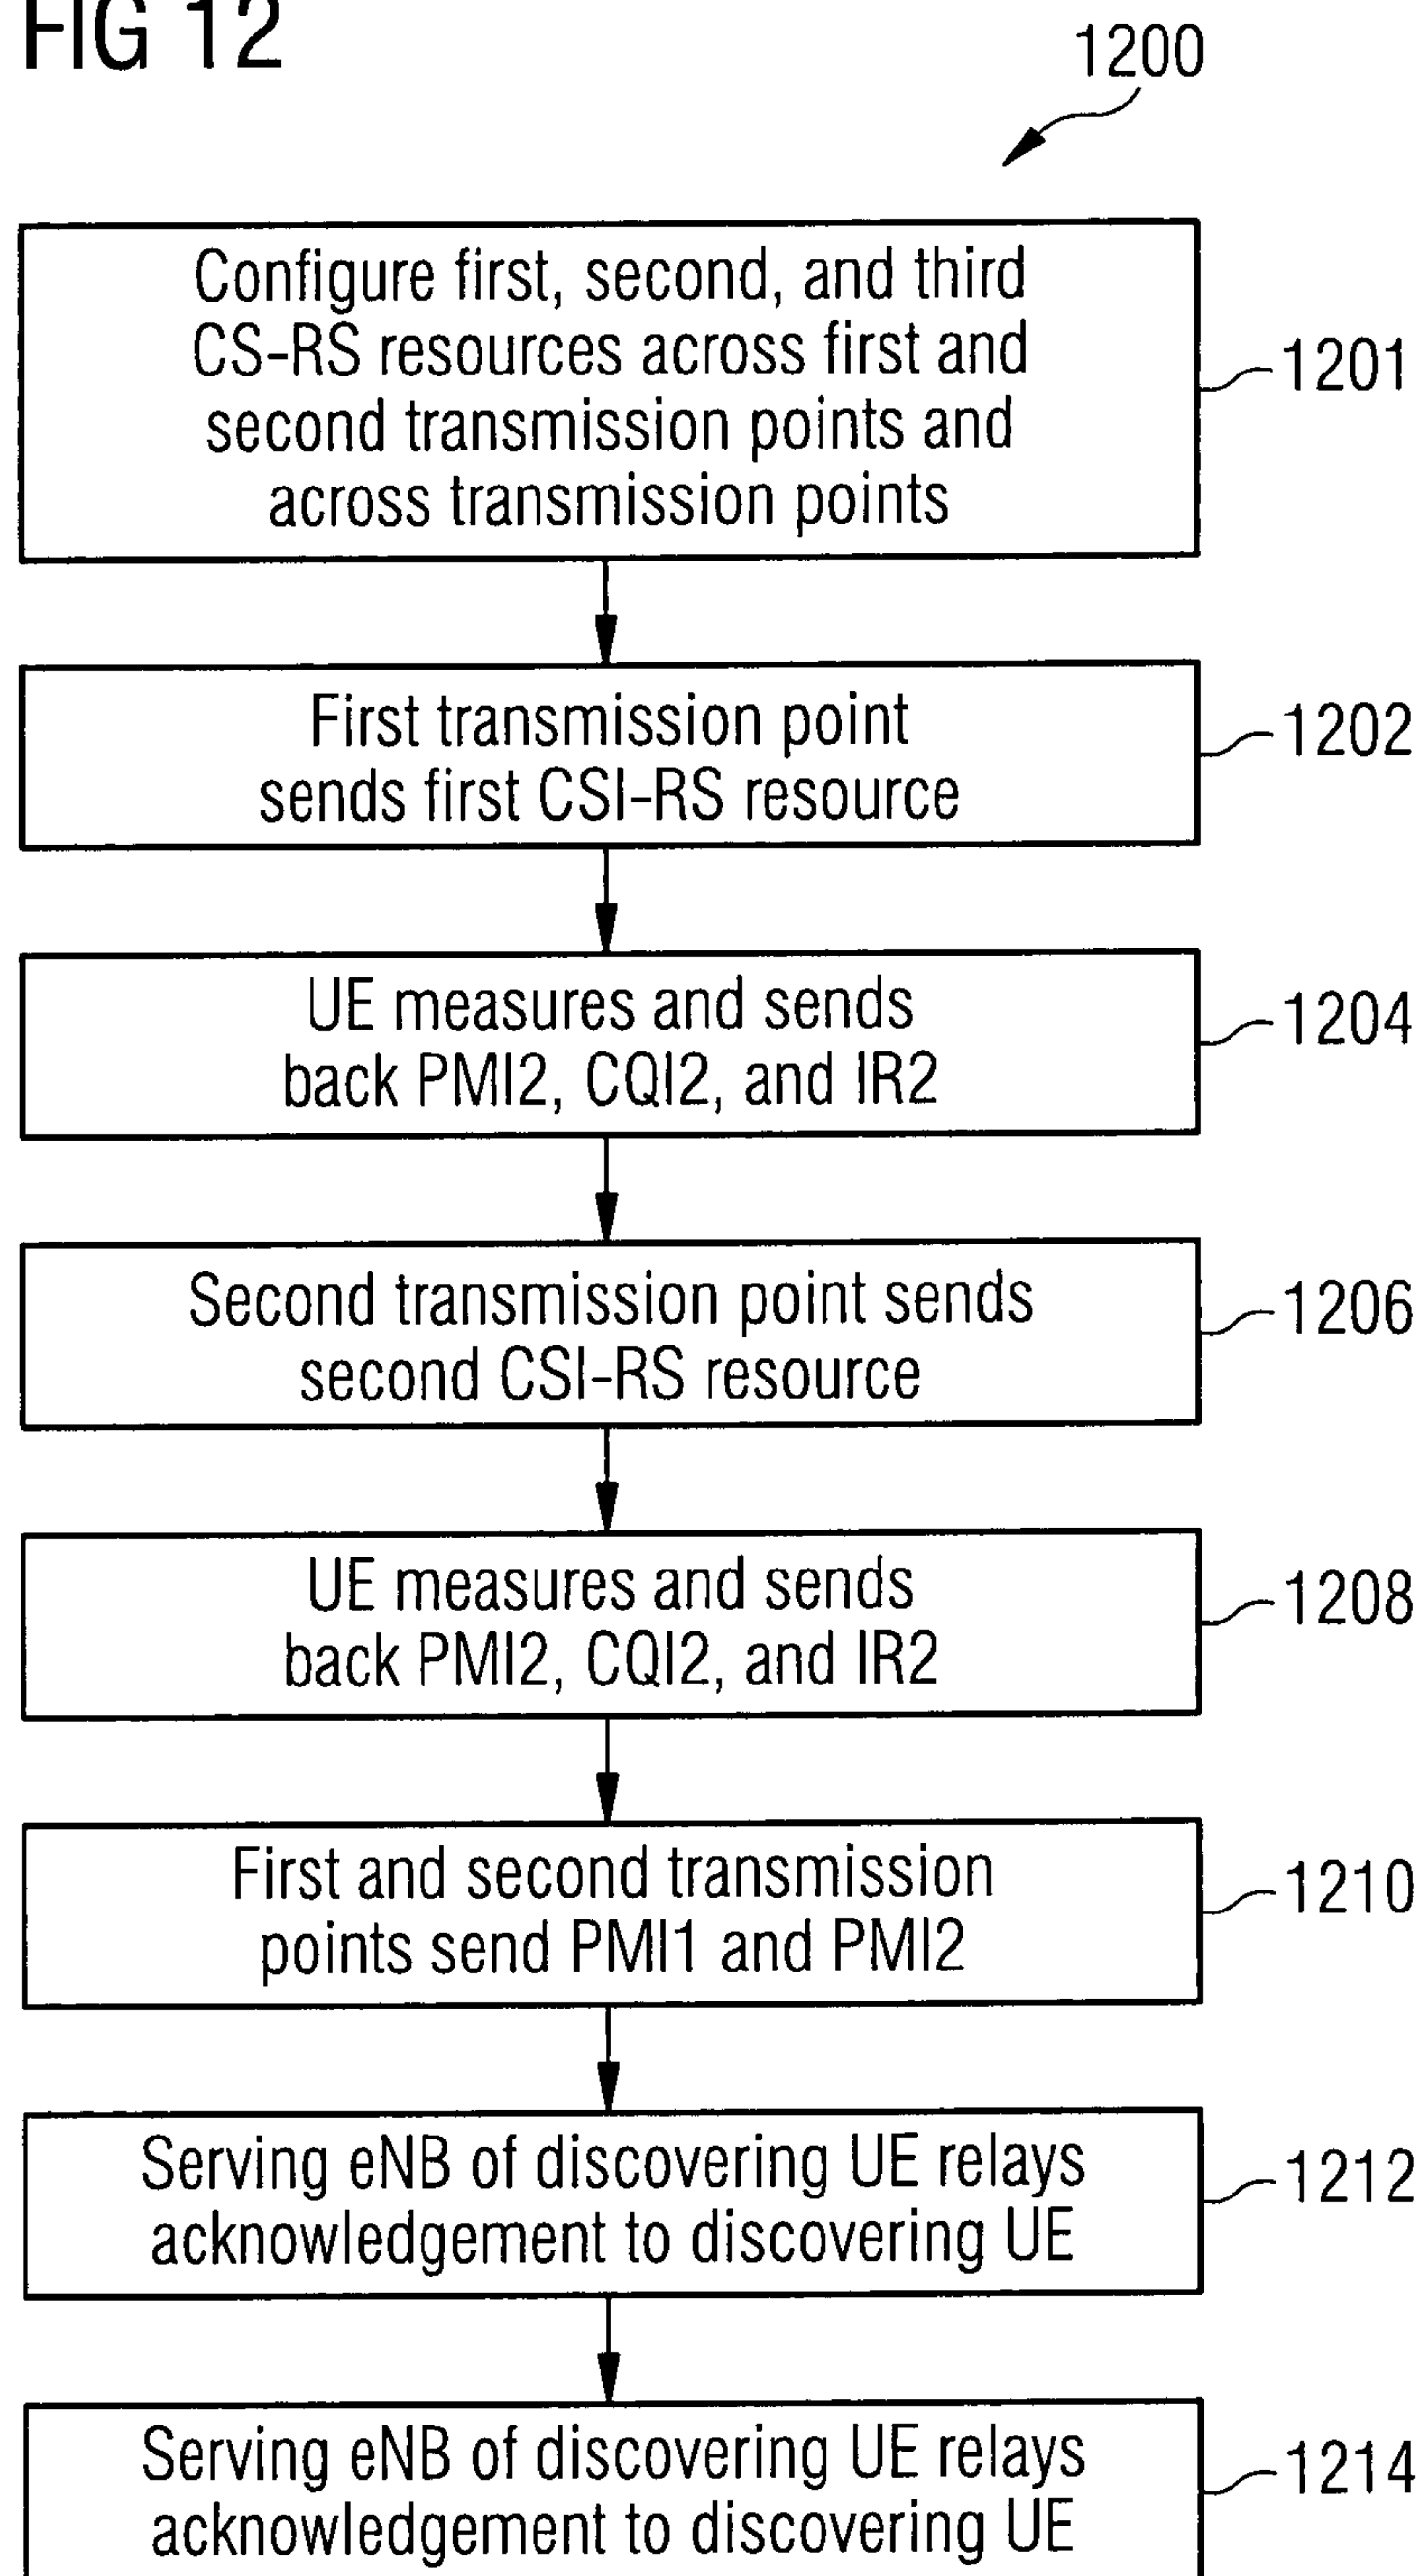 FIG 12
1200
Configure first, second, and third
CS-RS resources across first and
second transmission points and
across transmission points
1201
First transmission point
sends first CSI-RS resource
1202
UE measures and sends
back PMI2, CQI2, and IR2
1204
Second transmission point sends
second CSI-RS resource
1206
UE measures and sends
back PMI2, CQI2, and IR2
1208
First and second transmission
points send PMI1 and PMI2
1210
Serving eNB of discovering UE relays
acknowledgement to discovering UE
1212
Serving eNB of discovering UE relays
acknowledgement to discovering UE
1214